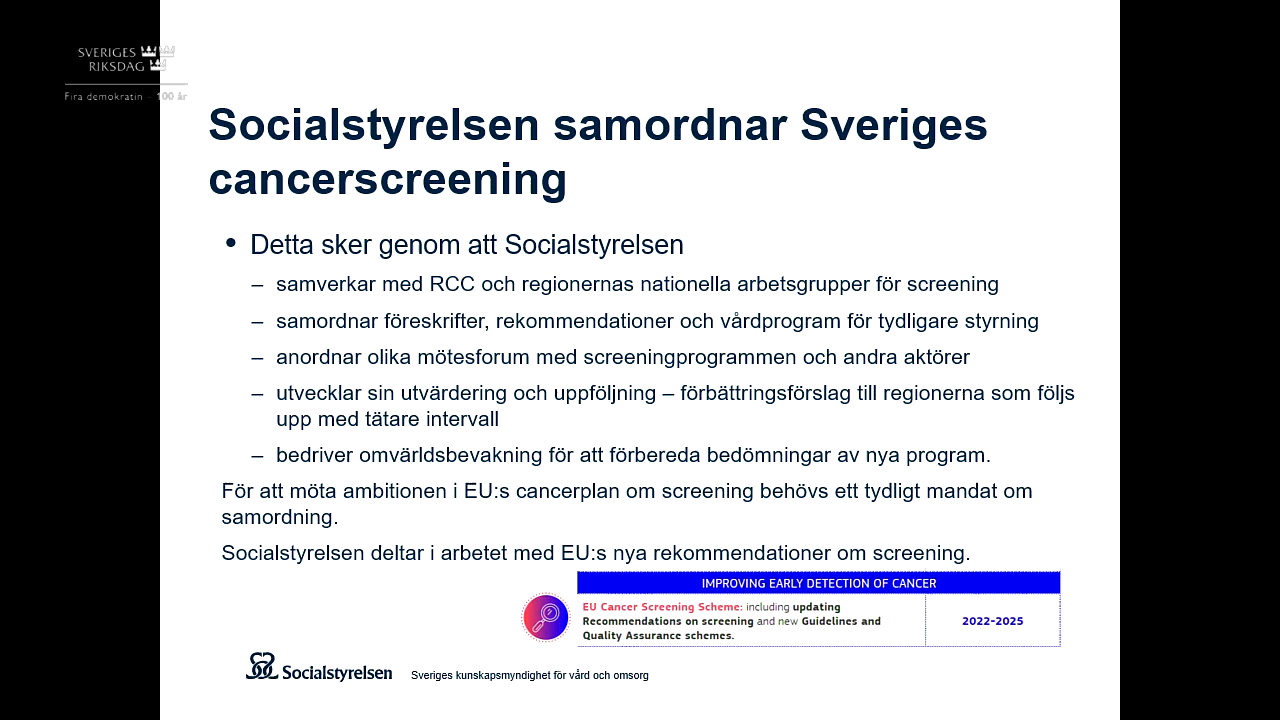 SVERIGES
RIKSDAG
Fira demokratin - 100 år
Socialstyrelsen samordnar Sveriges
cancerscreening
• Detta sker genom att Socialstyrelsen
– samverkar med RCC och regionernas nationella arbetsgrupper för screening
– samordnar föreskrifter, rekommendationer och vårdprogram för tydligare styrning
– anordnar olika mötesforum med screeningprogrammen och andra aktörer
– utvecklar sin utvärdering och uppföljning – förbättringsförslag till regionerna som följs
upp med tätare intervall
– bedriver omvärldsbevakning för att förbereda bedömningar av nya program.
För att möta ambitionen i EU:s cancerplan om screening behövs ett tydligt mandat om
samordning.
Socialstyrelsen deltar i arbetet med EU:s nya rekommendationer om screening.
IMPROVING EARLY DETECTION OF CANCER
EU Cancer Screening Scheme: including updating
Recommendations on screening and new Guidelines and
Quality Assurance schemes.
2022-2025
Socialstyrelsen
Sveriges kunskapsmyndighet för vård och omsorg